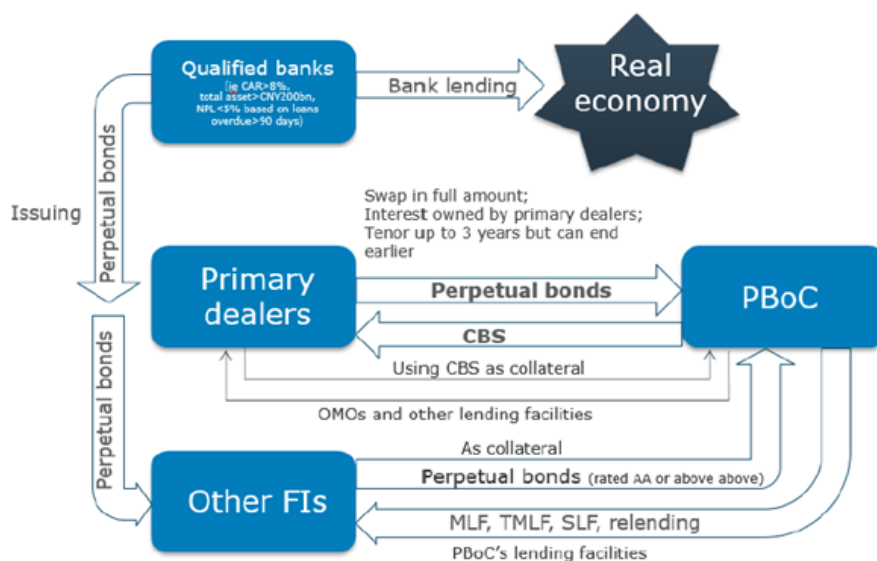 Qualified banks
(ie CAR>8%,
total asset>CNY200bn,
NPL<5% based on loans
overdue>90 days)
Bank lending
Real
economy
Issuing
Perpetual bonds
Swap in full amount;
Interest owned by primary dealers;
Tenor up to 3 years but can end
earlier
Primary
dealers
Perpetual bonds
CBS
PBoC
Using CBS as collateral
OMOs and other lending facilities
Perpetual bonds
As collateral
Perpetual bonds (rated AA or above above)
Other FIs
MLF, TMLF, SLF, relending
PBoC's lending facilities